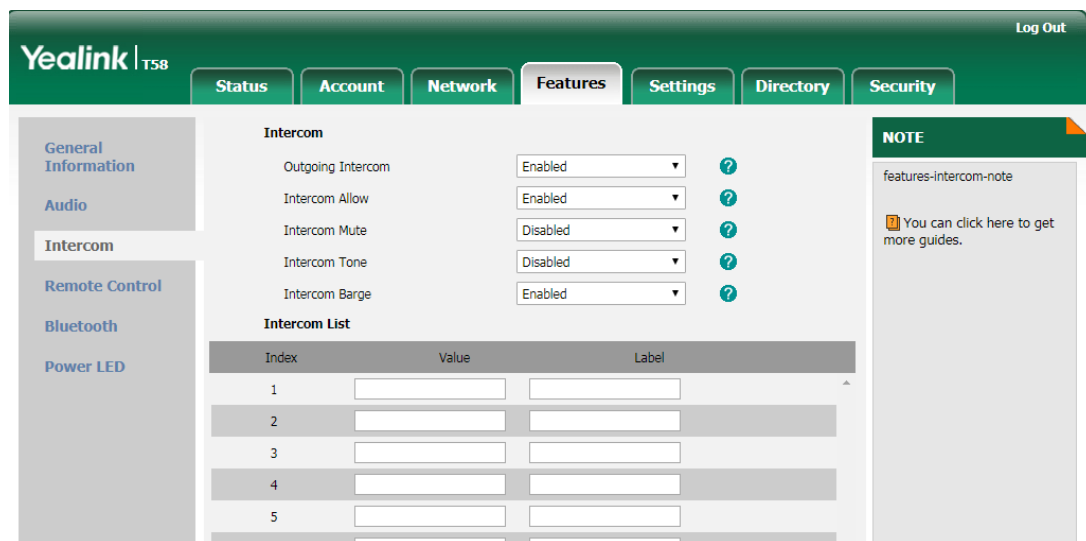 Log Out
Yealink T58
Status Account Network Features Settings Directory Security
General
Information
Audio
Intercom
Remote Control
Bluetooth
Power LED
Intercom
Outgoing Intercom Enabled ?
Intercom Allow Enabled ?
Intercom Mute Disabled ?
Intercom Tone Disabled ?
Intercom Barge Enabled ?
Intercom List
Index Value Label
1
2
3
4
5
NOTE
features-intercom-note
? You can click here to get
more guides.